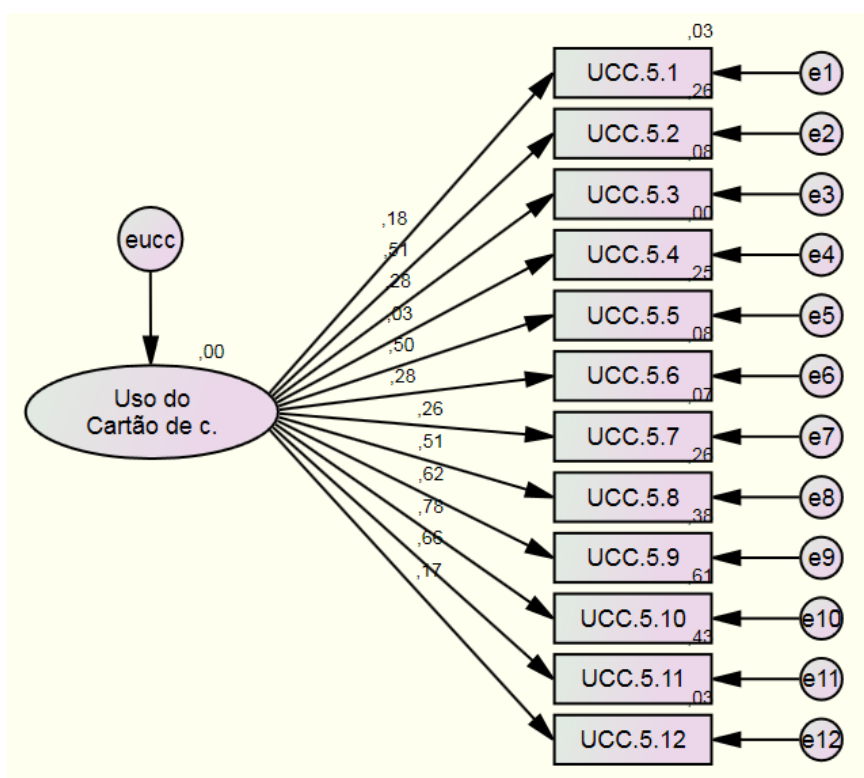 ,03
UCC.5.1
e1
,26
UCC.5.2
e2
,08
UCC.5.3
e3
,00
UCC.5.4
e4
,25
UCC.5.5
e5
,08
UCC.5.6
e6
,07
UCC.5.7
e7
,26
UCC.5.8
e8
,38
UCC.5.9
e9
,61
UCC.5.10
e10
,43
UCC.5.11
e11
,03
UCC.5.12
e12
,18
,51
,28
,03
,50
,28
,26
,51
,62
,78
,66
,17
eucc
,00
Uso do
Cartão de c.